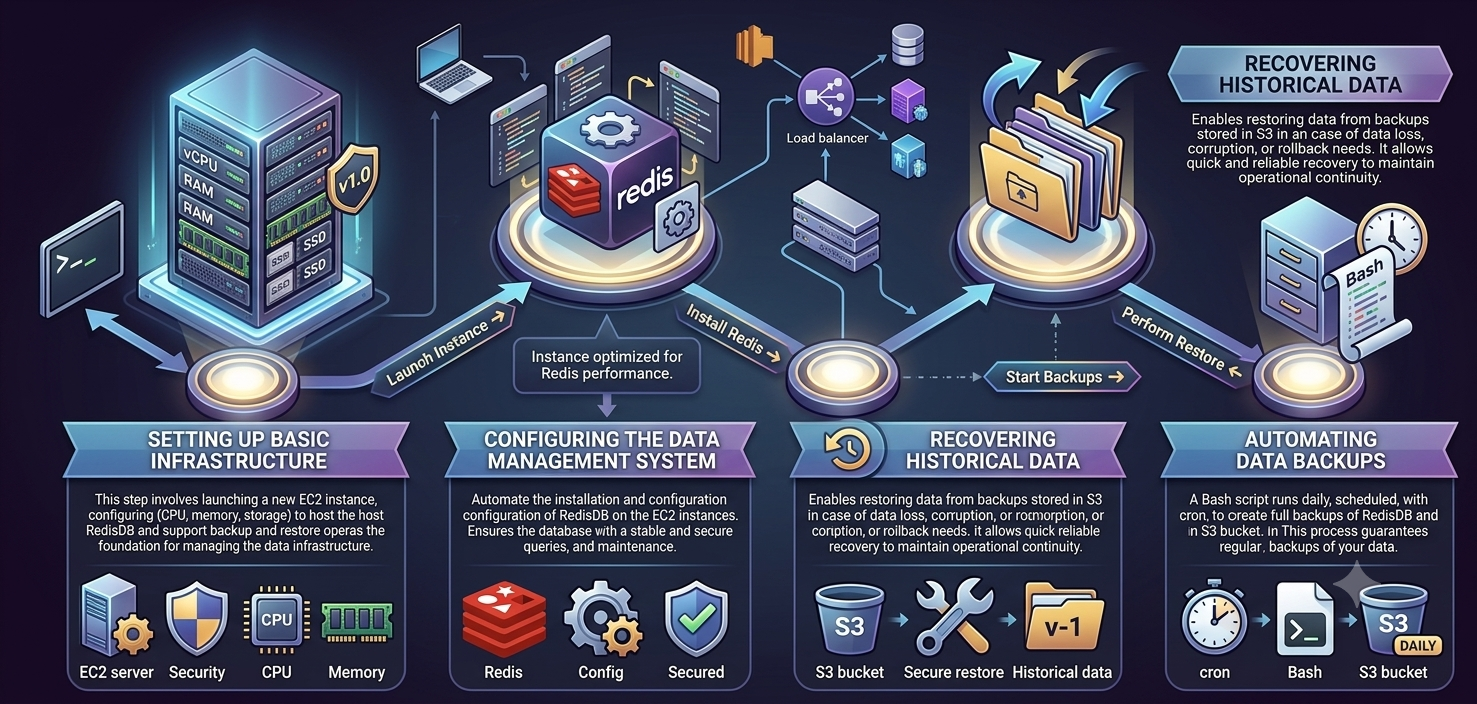 RECOVERING
HISTORICAL DATA
Enables restoring data from backups
stored in S3 in an case of data loss,
corruption, or rollback needs. It allows
quick and reliable recovery to maintain
operational continuity.
vCPU
RAM
RAM
SSD
SSD
SSD
SSD
v1.0
>--
redis
Load balancer
Bash
Launch Instance →
Instance optimized for
Redis performance.
Install Redis →
Start Backups →
Perform Restore ←
SETTING UP BASIC
INFRASTRUCTURE
This step involves launching a new EC2 instance,
configuring (CPU, memory, storage) to host the host
RedisD8 and support backup and restore operas the
foundation for managing the data infrastructure.
EC2 server
Security
CPU
CPU
Memory
CONFIGURING THE DATA
MANAGEMENT SYSTEM
Automate the installation and configuration
configuration of RedisDB on the EC2 instances.
Ensures the database with a stable and secure
queries, and maintenance.
Redis
Config
Secured
RECOVERING
HISTORICAL DATA
Enables restoring data from backups stored in S3
in case of data loss, corruption, or rocmorption, or
coription, or roilback needs. it allows quick reliable
recovery to maintain operational continuity.
S3
v-1
S3 bucket
Secure restore
Historical data
AUTOMATING
DATA BACKUPS
A Bash script runs daily, scheduled, with
cron, to create full backups of RedisDB and
in S3 bucket. In This process guarantees
regular, backups of your data.
>_
S3
DAILY
cron
Bash
S3 bucket